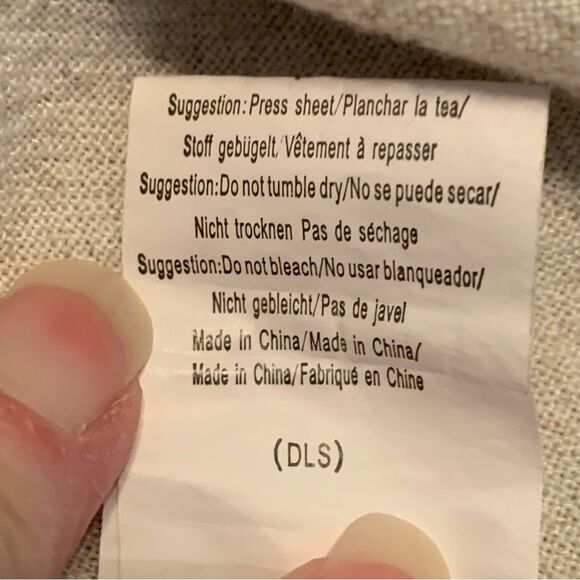 Suggestion: Press sheet/Planchar la tea/
Stoff gebügelt. Vêtement à repasser
Suggestion:Do not tumble dry/No se puede secar/
Nicht trocknen Pas de séchage
Suggestion:Do not bleach/No usar blanqueador/
Nicht gebleicht/Pas de javel
Made in China/Made in China/
Made in China/Fabriqué en Chine
(DLS)